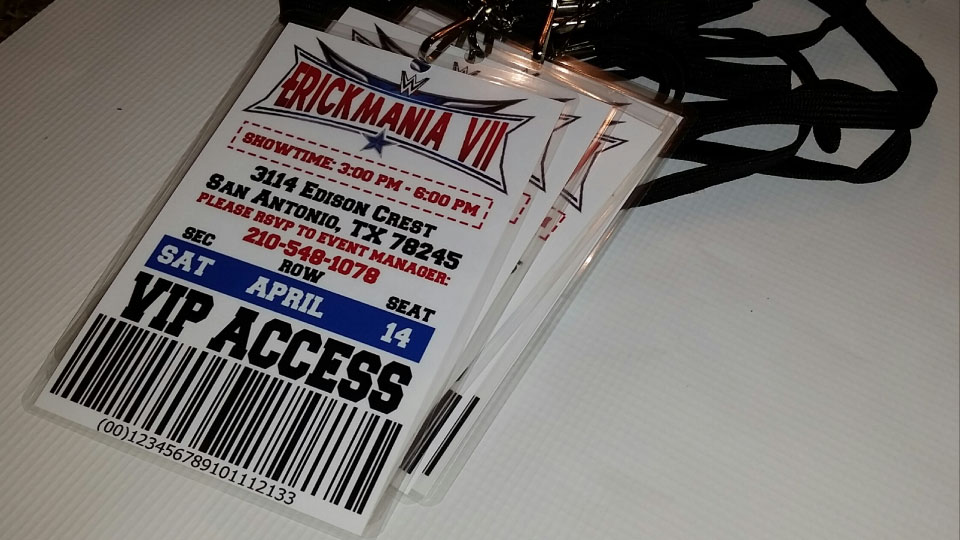 W
ERICKMANIA VII
SHOWTIME: 3:00 PM - 6:00 PM
3114 EDISON CREST
SAN ANTONIO, TX 78245
PLEASE RSVP TO EVENT MANAGER:
210-548-1078
SEC ROW SEAT
SAT APRIL 14
VIP ACCESS
(00)123456789101112133